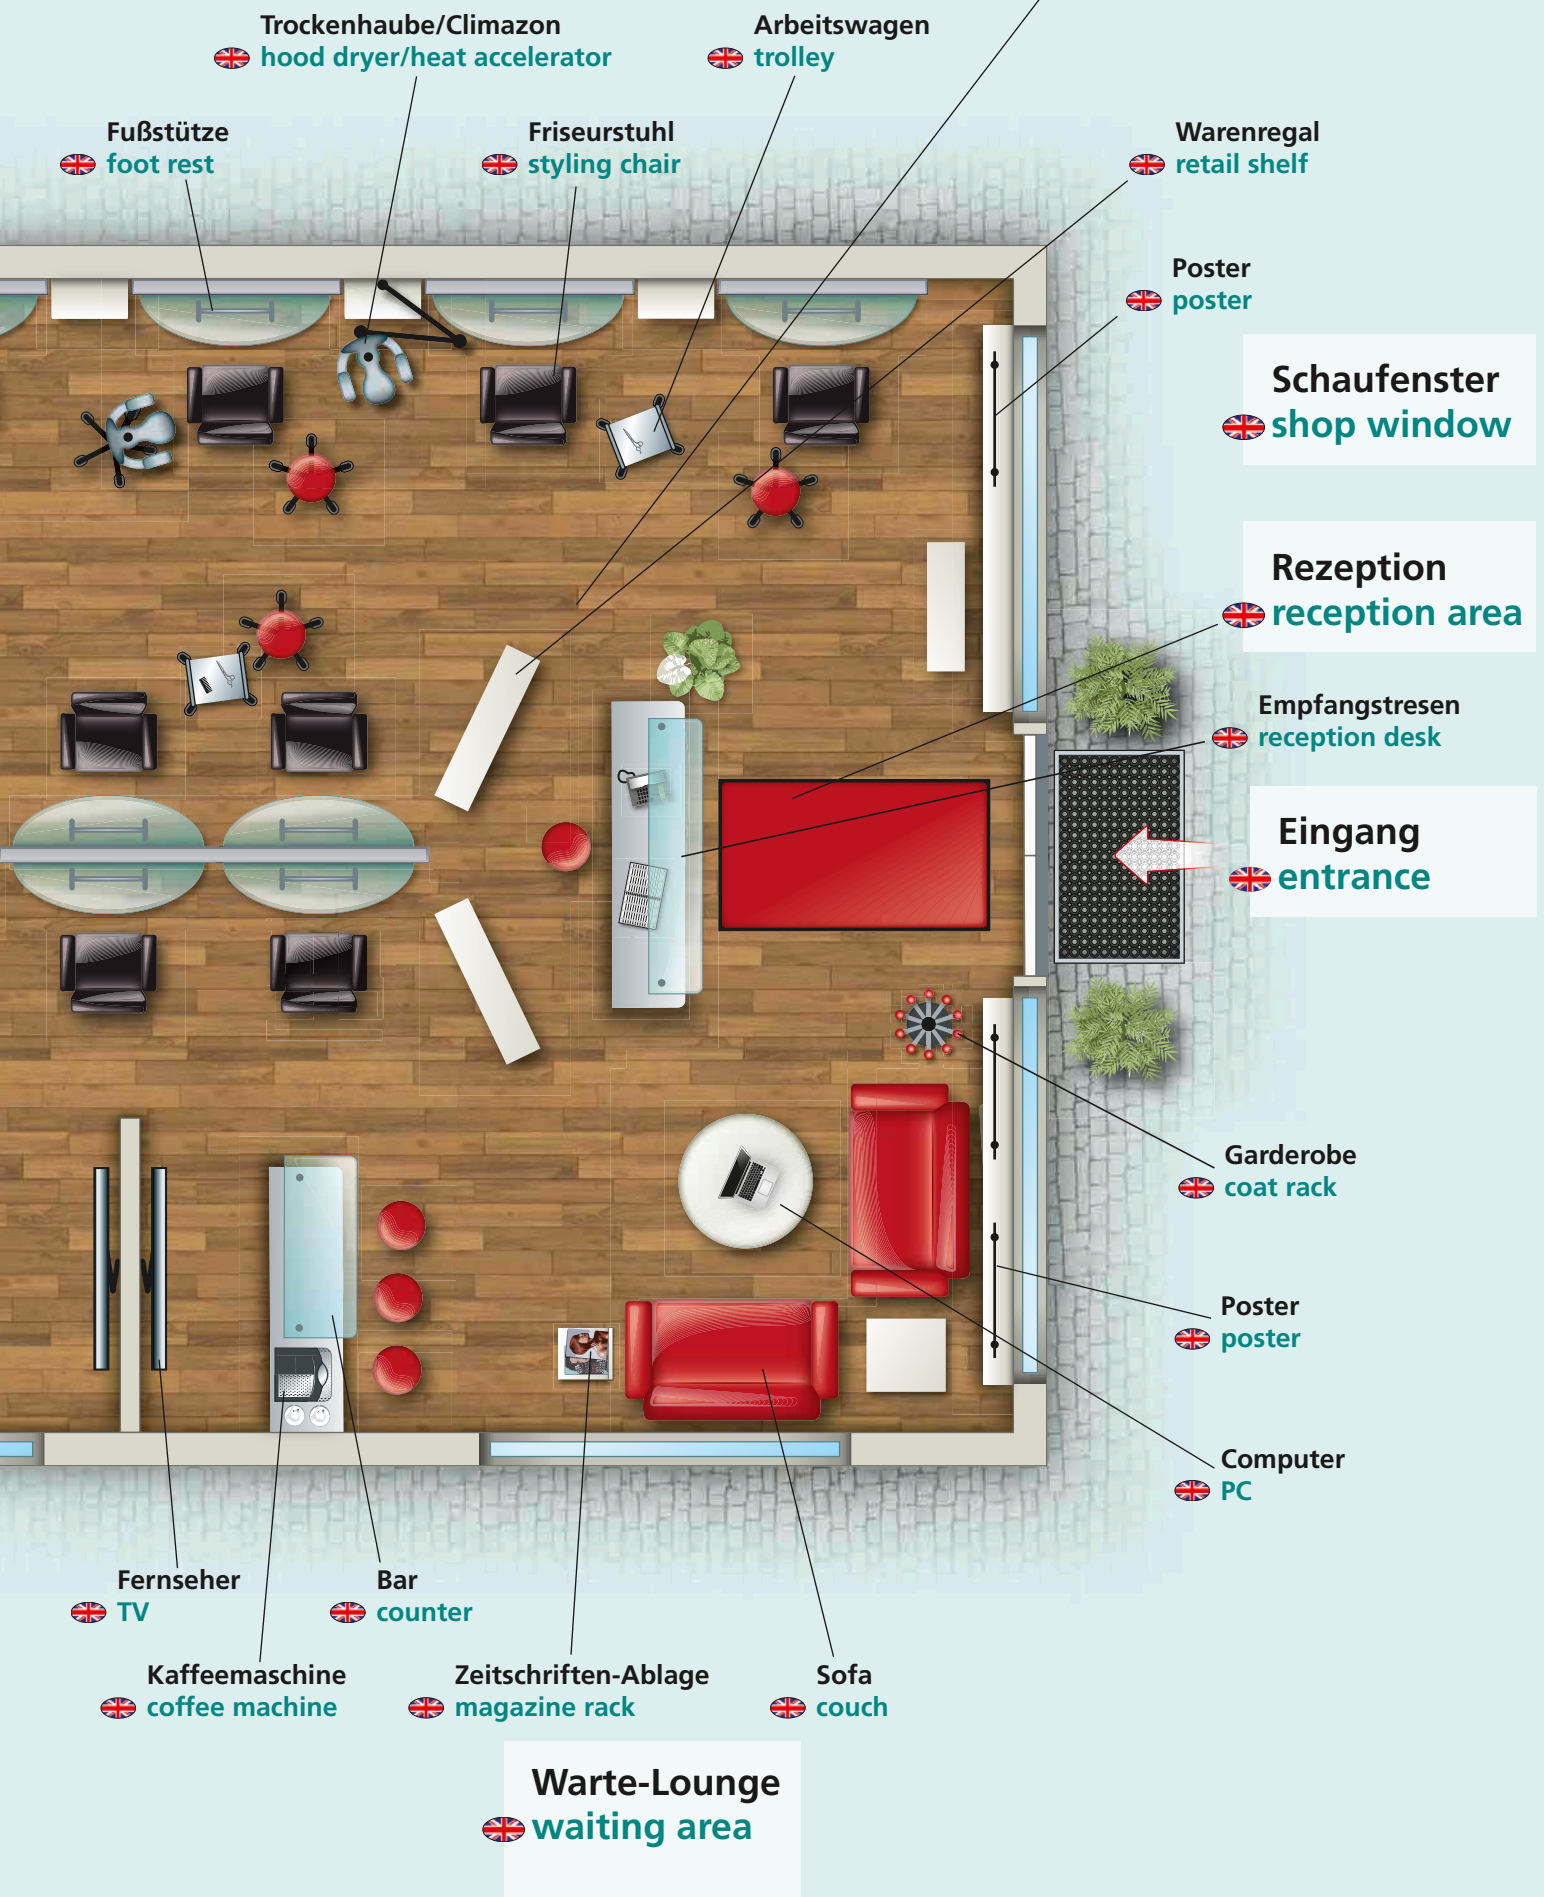 Trockenhaube/Climazon
hood dryer/heat accelerator
Arbeitswagen
trolley
Fußstütze
foot rest
Friseurstuhl
styling chair
Warenregal
retail shelf
Poster
poster
Schaufenster
shop window
Rezeption
reception area
Empfangstresen
reception desk
Eingang
entrance
Garderobe
coat rack
Poster
poster
Computer
PC
Fernseher
TV
Bar
counter
Kaffeemaschine
coffee machine
Zeitschriften-Ablage
magazine rack
Sofa
couch
Warte-Lounge
waiting area